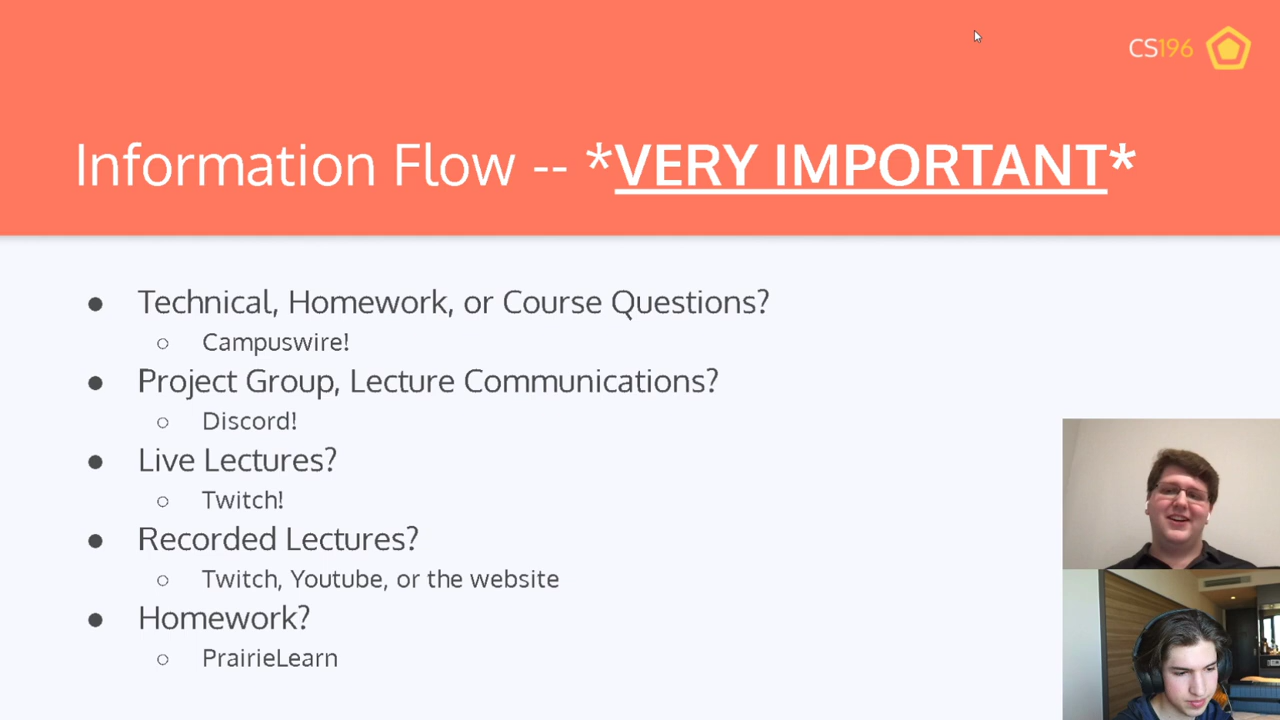 CS196
Information Flow -- *VERY IMPORTANT*
● Technical, Homework, or Course Questions?
○ Campuswire!
● Project Group, Lecture Communications?
○ Discord!
● Live Lectures?
○ Twitch!
● Recorded Lectures?
○ Twitch, Youtube, or the website
● Homework?
○ PrairieLearn